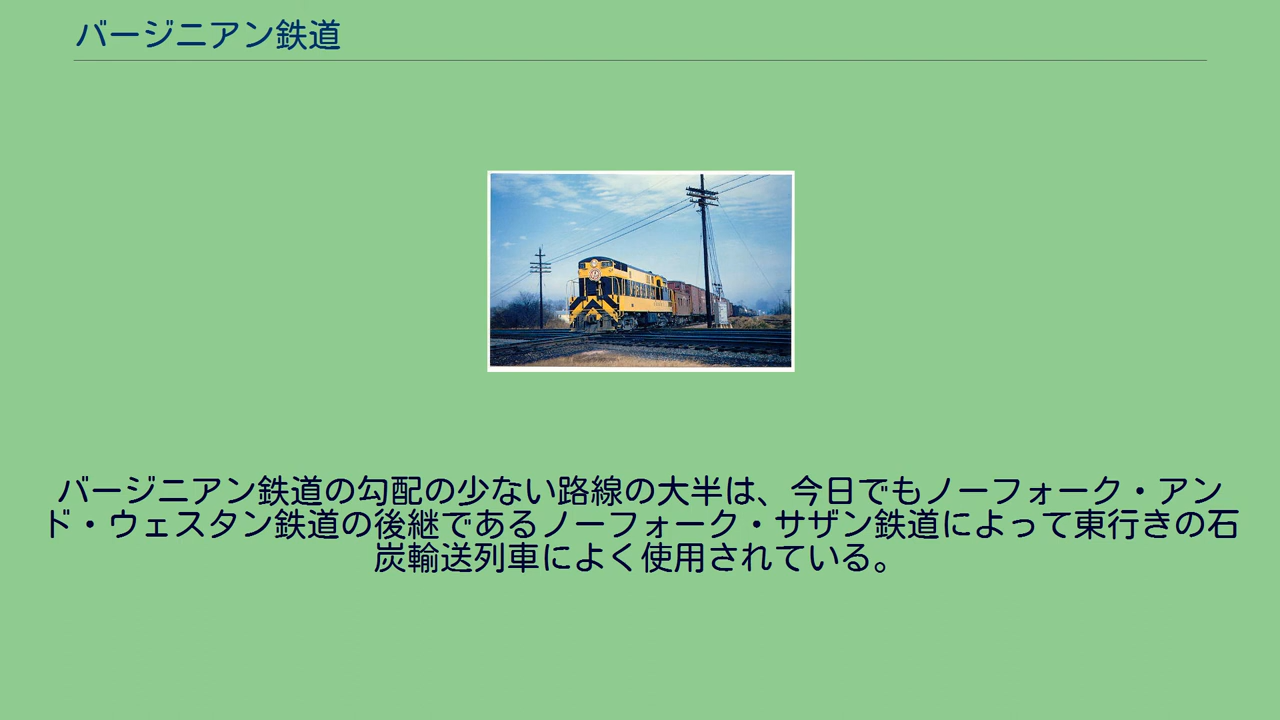 バージニアン鉄道
バージニアン鉄道の勾配の少ない路線の大半は、今日でもノーフォーク・アン
ド・ウェスタン鉄道の後継であるノーフォーク・サザン鉄道によって東行きの石
炭輸送列車によく使用されている。